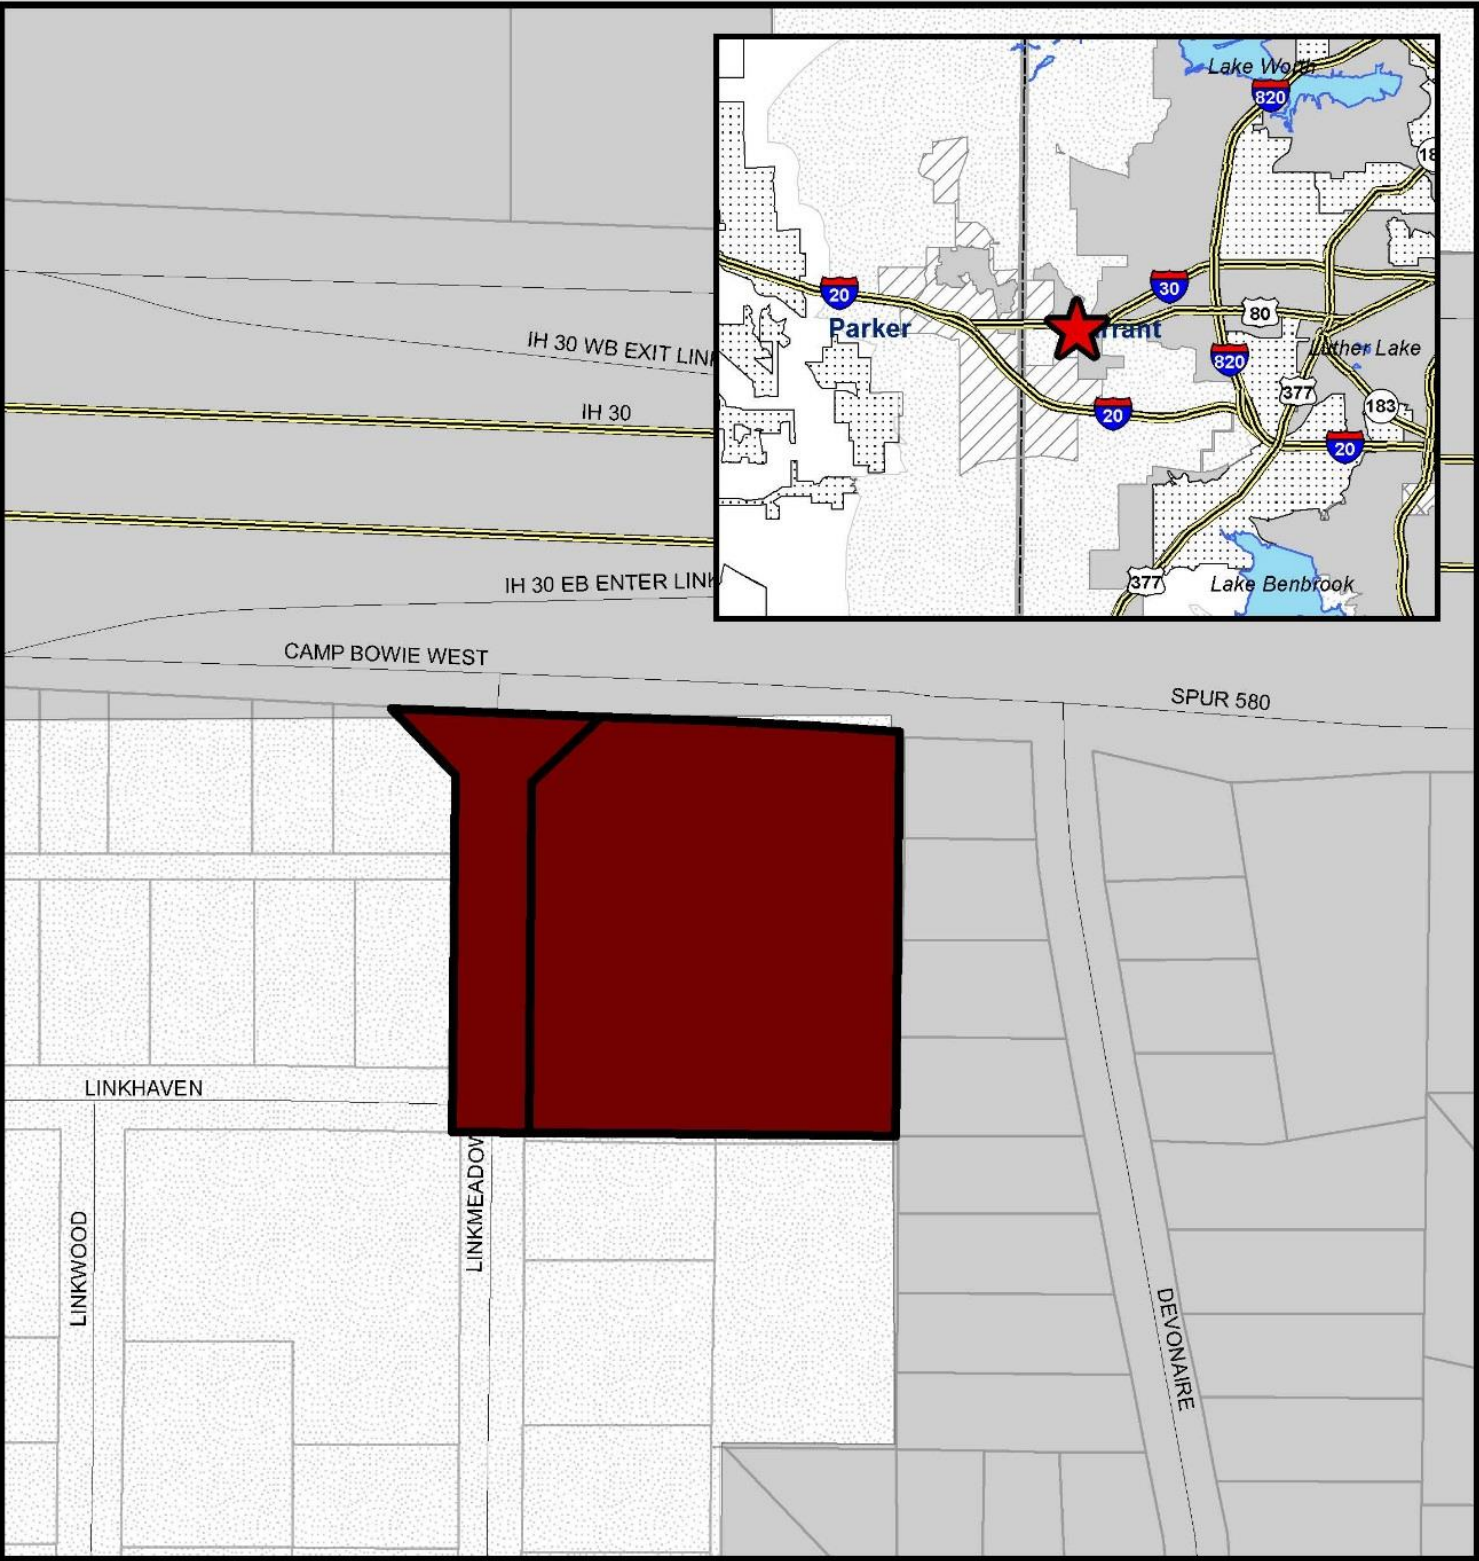 Lake Worth
820
18
20
30
Parker
rrant
80
Luther Lake
820
377
183
20
20
377
Lake Benbrook
IH 30 WB EXIT LINK
IH 30
IH 30 EB ENTER LINK
CAMP BOWIE WEST
SPUR 580
LINKHAVEN
LINKMEADOW
LINKWOOD
DEVONAIRE